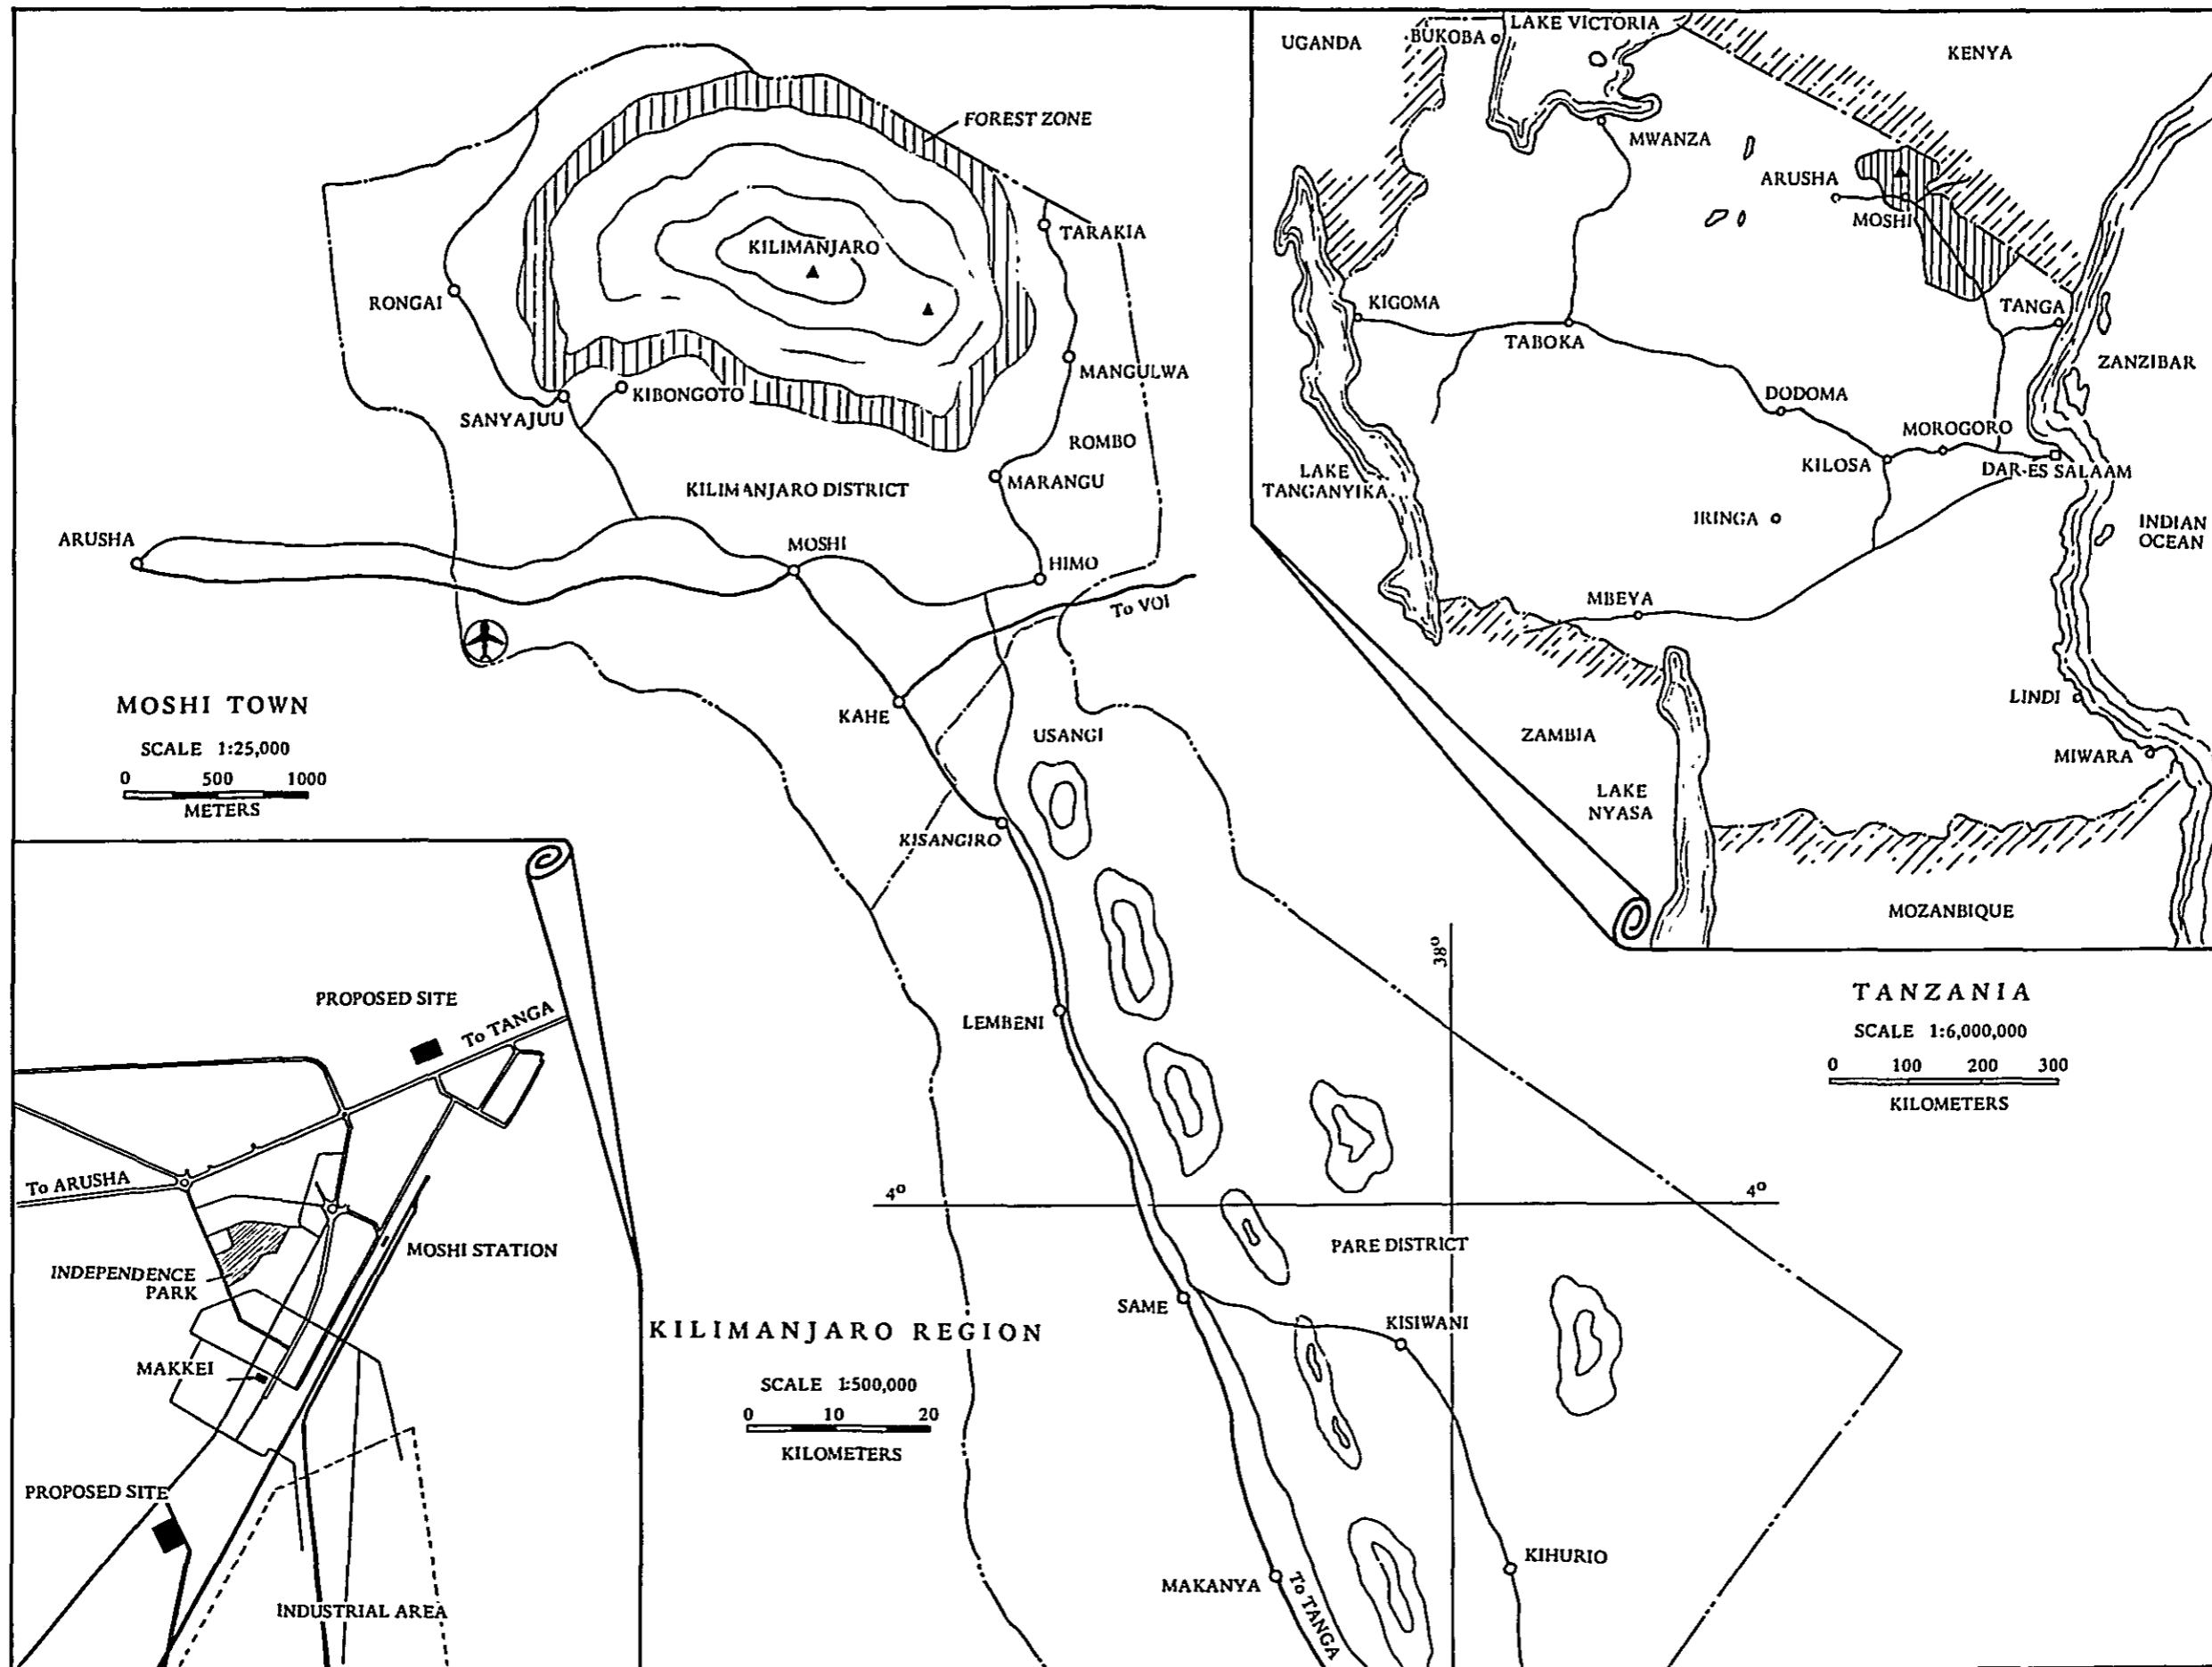 FOREST ZONE
KILIMANJARO
TARAKIA
RONGAI
MANGULWA
KIBONGOTO
SANYAJUU
ROMBO
MARANGU
KILIMANJARO DISTRICT
ARUSHA
MOSHI
HIMO
To VOI
KAHE
USANGI
KISANGIRO
LEMBENI
38°
4°
4°
PARE DISTRICT
SAME
KISIWANI
MAKANYA
To TANGA
KIHURIO
KILIMANJARO REGION
SCALE 1:500,000
0 10 20
KILOMETERS
MOSHI TOWN
SCALE 1:25,000
0 500 1000
METERS
PROPOSED SITE
To TANGA
To ARUSHA
MOSHI STATION
INDEPENDENCE
PARK
MAKKEI
PROPOSED SITE
INDUSTRIAL AREA
UGANDA
BUKOBA
LAKE VICTORIA
KENYA
MWANZA
ARUSHA
MOSHI
KIGOMA
TABOKA
TANGA
ZANZIBAR
DODOMA
MOROGORO
KILOSA
DAR-ES SALAAM
LAKE
TANGANYIKA
IRINGA
INDIAN
OCEAN
MBEYA
LINDI
ZAMBIA
MIWARA
LAKE
NYASA
MOZANBIQUE
TANZANIA
SCALE 1:6,000,000
0 100 200 300
KILOMETERS